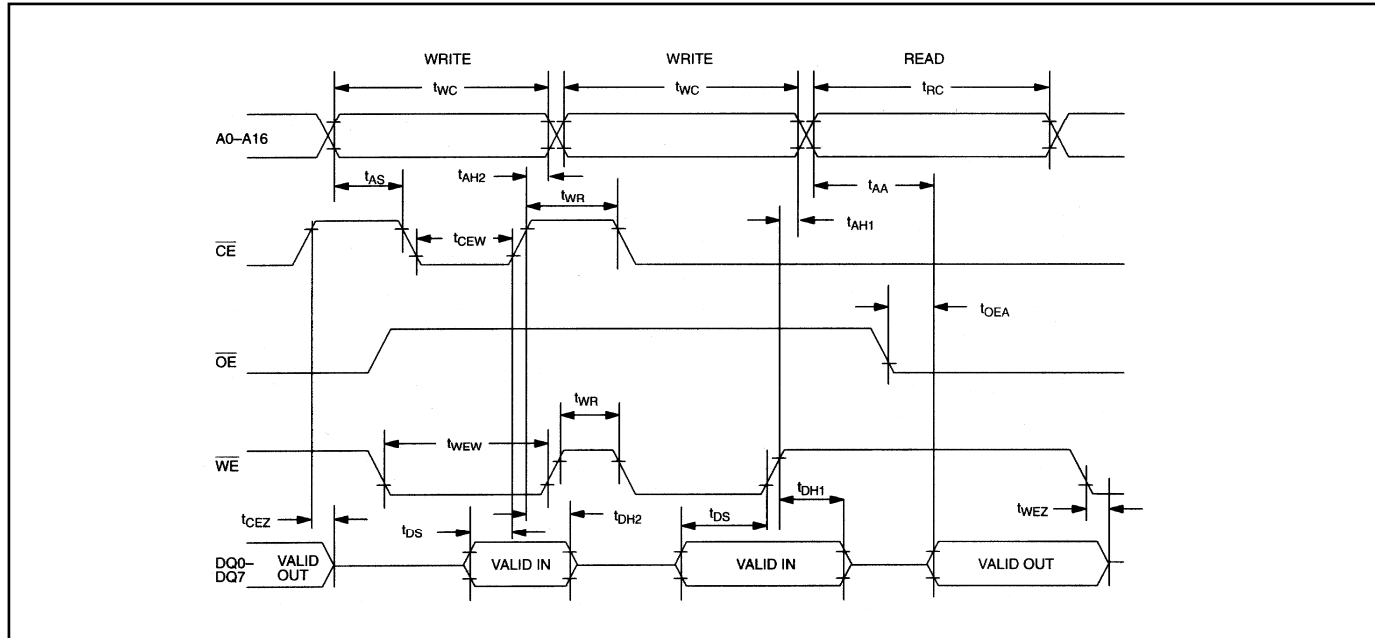 WRITE WRITE READ
tWC tWC tRC
A0–A16
tAS tAH2 tWR tAA
tAH1
CE tCEW
tOEA
OE
tWR
tWEW
WE
tDH1
tCEZ tDS tDH2 tDS tWEZ
DQ0–
DQ7
VALID
OUT
VALID IN VALID IN VALID OUT